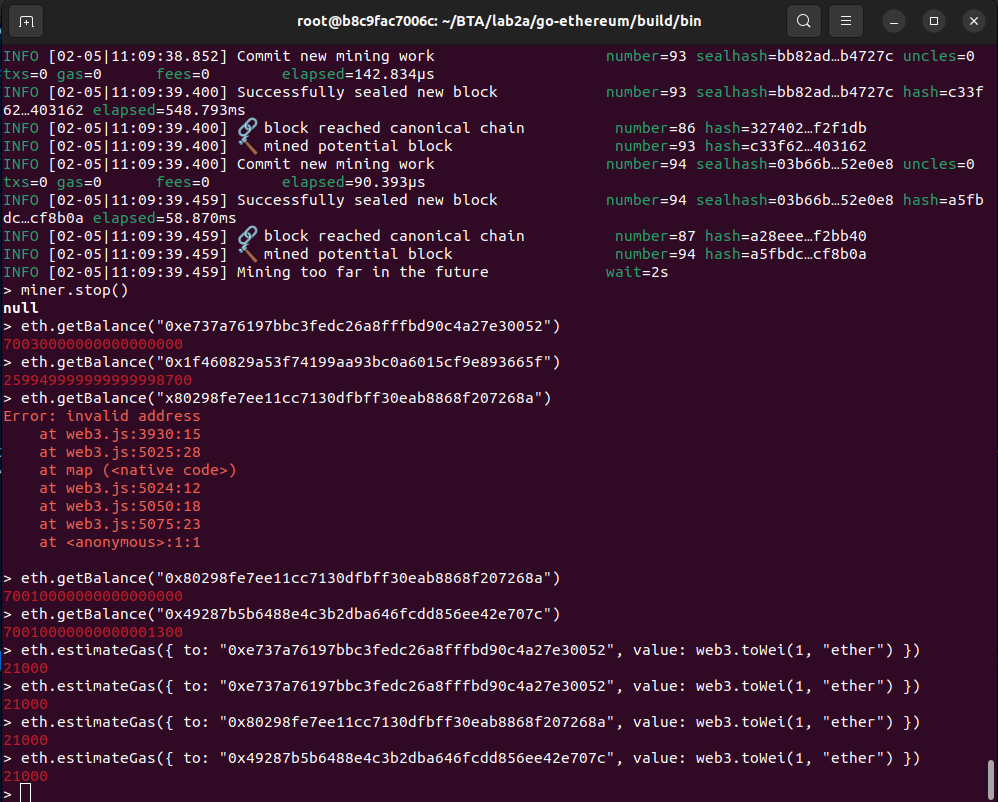 root@b8c9fac7006c: ~/BTA/lab2a/go-ethereum/build/bin
INFO [02-05|11:09:38.852] Commit new mining work number=93 sealhash=bb82ad…b4727c uncles=0
txs=0 gas=0 fees=0 elapsed=142.834µs
INFO [02-05|11:09:39.400] Successfully sealed new block number=93 sealhash=bb82ad…b4727c hash=c33f
62…403162 elapsed=548.793ms
INFO [02-05|11:09:39.400] 🔗 block reached canonical chain number=86 hash=327402…f2f1db
INFO [02-05|11:09:39.400] 🔨 mined potential block number=93 hash=c33f62…403162
INFO [02-05|11:09:39.400] Commit new mining work number=94 sealhash=03b66b…52e0e8 uncles=0
txs=0 gas=0 fees=0 elapsed=90.393µs
INFO [02-05|11:09:39.459] Successfully sealed new block number=94 sealhash=03b66b…52e0e8 hash=a5fb
dc…cf8b0a elapsed=58.870ms
INFO [02-05|11:09:39.459] 🔗 block reached canonical chain number=87 hash=a28eee…f2bb40
INFO [02-05|11:09:39.459] 🔨 mined potential block number=94 hash=a5fbdc…cf8b0a
INFO [02-05|11:09:39.459] Mining too far in the future wait=2s
> miner.stop()
null
> eth.getBalance("0xe737a76197bbc3fedc26a8fffbd90c4a27e30052")
70030000000000000000
> eth.getBalance("0x1f460829a53f74199aa93bc0a6015cf9e893665f")
259949999999999998700
> eth.getBalance("x80298fe7ee11cc7130dfbff30eab8868f207268a")
Error: invalid address
at web3.js:3930:15
at web3.js:5025:28
at map (<native code>)
at web3.js:5024:12
at web3.js:5050:18
at web3.js:5075:23
at <anonymous>:1:1
> eth.getBalance("0x80298fe7ee11cc7130dfbff30eab8868f207268a")
70010000000000000000
> eth.getBalance("0x49287b5b6488e4c3b2dba646fcdd856ee42e707c")
70010000000000001300
> eth.estimateGas({ to: "0xe737a76197bbc3fedc26a8fffbd90c4a27e30052", value: web3.toWei(1, "ether") })
21000
> eth.estimateGas({ to: "0xe737a76197bbc3fedc26a8fffbd90c4a27e30052", value: web3.toWei(1, "ether") })
21000
> eth.estimateGas({ to: "0x80298fe7ee11cc7130dfbff30eab8868f207268a", value: web3.toWei(1, "ether") })
21000
> eth.estimateGas({ to: "0x49287b5b6488e4c3b2dba646fcdd856ee42e707c", value: web3.toWei(1, "ether") })
21000
>